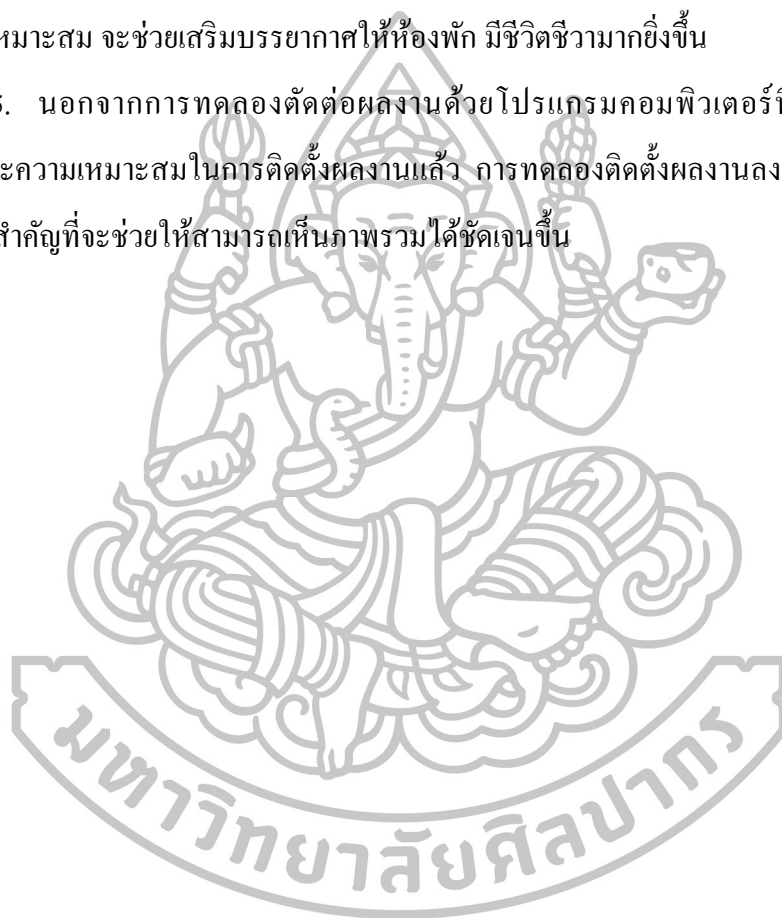 หมาะสม จะช่วยเสริมบรรยากาศให้ห้องพัก มีชีวิตชีวามากยิ่งขึ้น
. นอกจากการทดลองตัดต่อผลงานด้วยโปรแกรมคอมพิวเตอร์
ะความเหมาะสมในการติดตั้งผลงานแล้ว การทดลองติดตั้งผลงานลง
สำคัญที่จะช่วยให้สามารถเห็นภาพรวมได้ชัดเจนขึ้น
มหาวิทยาลัยศิลปากร